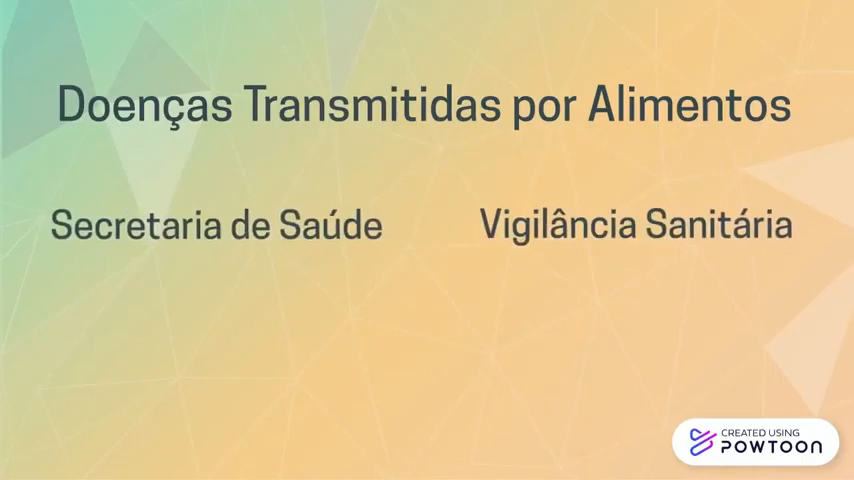 Doenças Transmitidas por Alimentos
Secretaria de Saúde
Vigilância Sanitária
CREATED USING
POWTOON